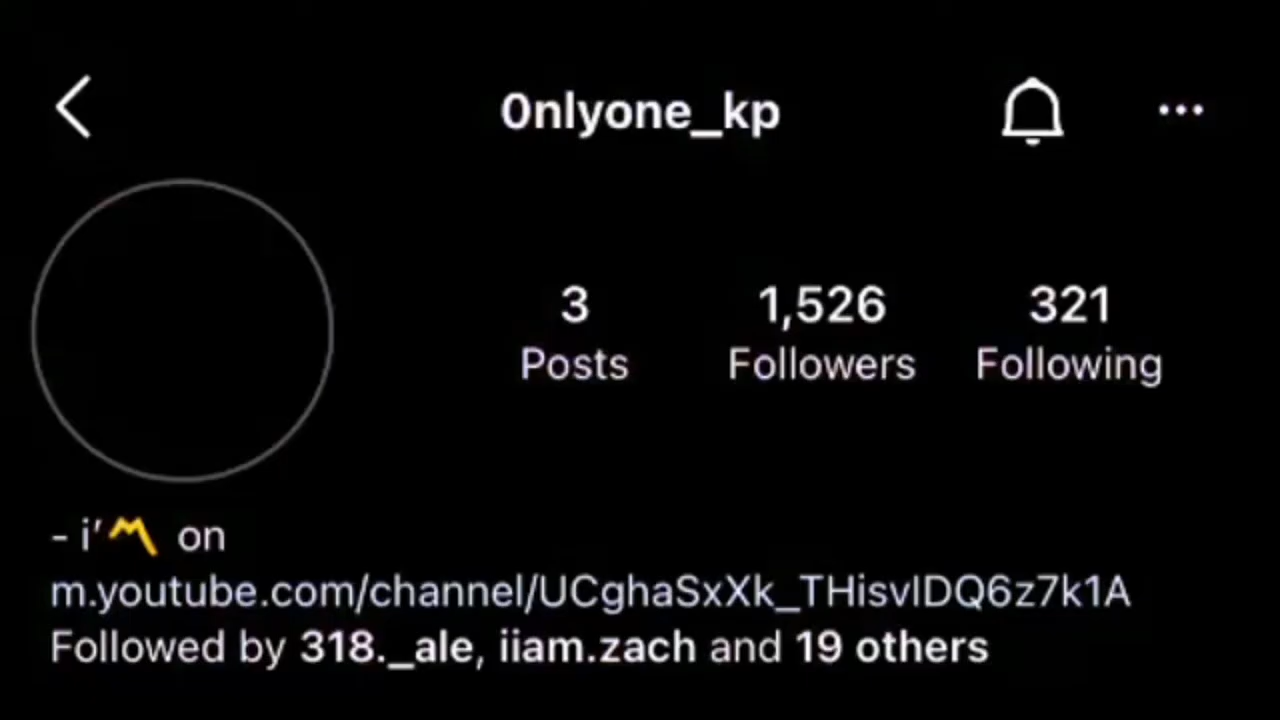 0nlyone_kp
3 1,526 321
Posts Followers Following
- i’〽️ on
m.youtube.com/channel/UCghaSxXk_THisvIDQ6z7k1A
Followed by 318._ale, iiam.zach and 19 others